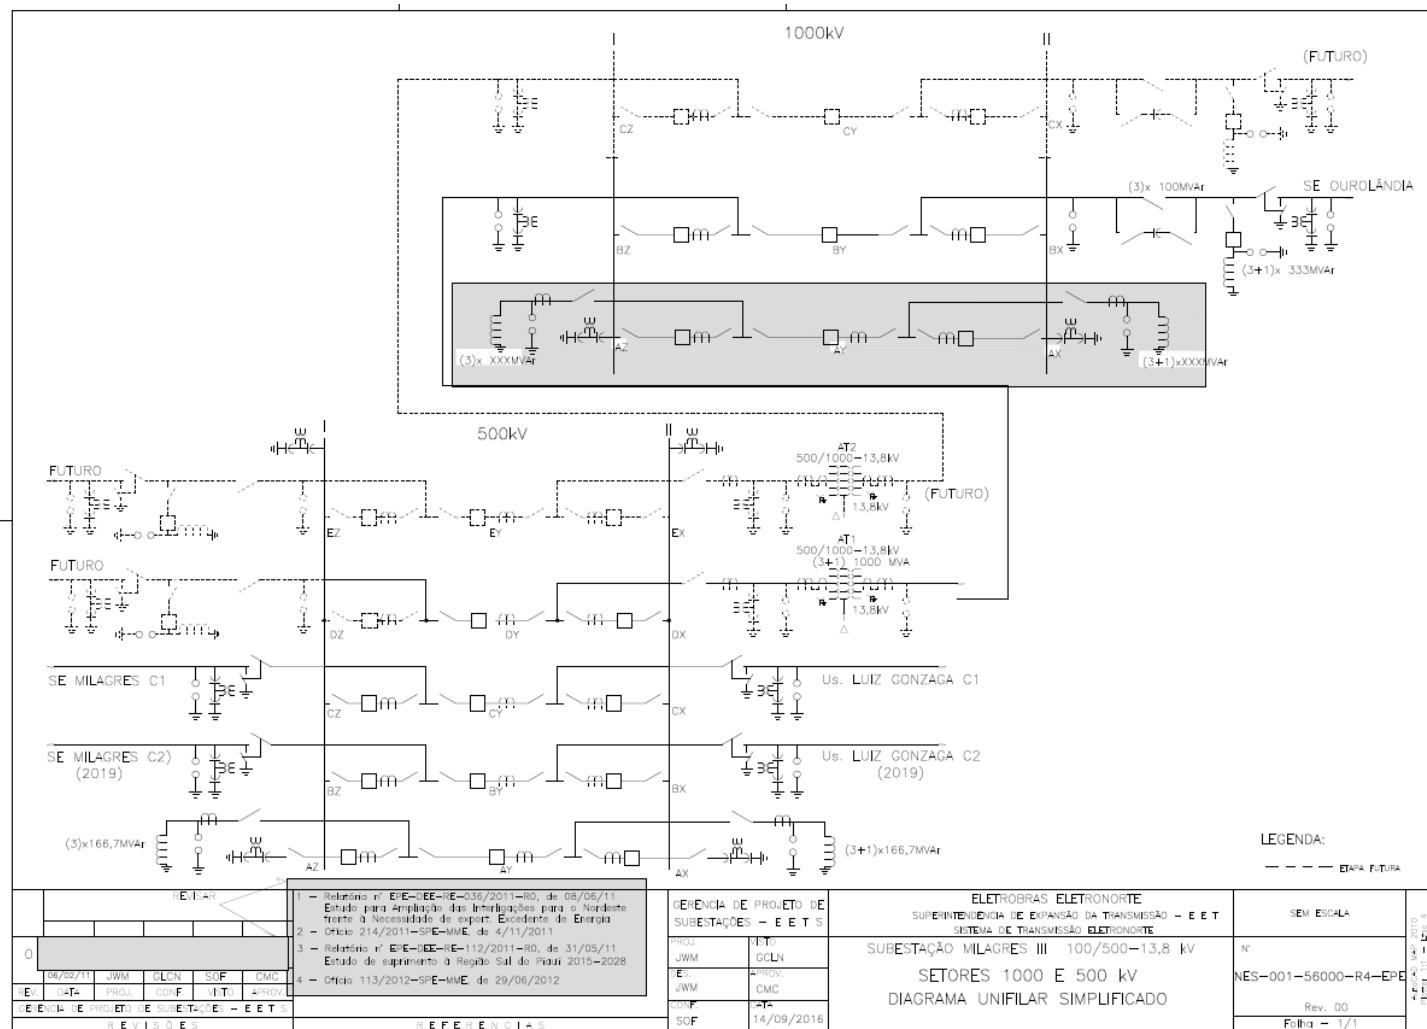 I
1000kV
II
(FUTURO)
CZ
CY
CX
(3)x 100MVAr
SE OUROLÂNDIA
BZ
BY
BX
(3+1)x 333MVAr
(3)x XXXMVAr
AZ
AY
AX
(3+1)xXXXMVAr
I
500kV
II
FUTURO
AT2
500/1000-13,8kV
(FUTURO)
13,8kV
EZ
EY
EX
FUTURO
AT1
500/1000-13,8kV
(3+1) 1000 MVA
13,8kV
DZ
DY
DX
SE MILAGRES C1
Us. LUIZ GONZAGA C1
CZ
CY
CX
SE MILAGRES C2)
(2019)
Us. LUIZ GONZAGA C2
(2019)
BZ
BY
BX
(3)x166,7MVAr
(3+1)x166,7MVAr
AZ
AY
AX
LEGENDA:
ETAPA FUTURA
REVISAR
1 – Relatório nº EPE-DEE-RE-036/2011-R0, de 08/06/11
Estudo para Ampliação das Interligações para o Nordeste
frente à Necessidade de export. Excedente de Energia
2 – Ofício 214/2011-SPE-MME, de 4/11/2011
3 – Relatório nº EPE-DEE-RE-112/2011-R0, de 31/05/11
Estudo de suprimento à Região Sul do Piauí 2015-2028
4 – Ofício 113/2012-SPE-MME, de 29/06/2012
0
06/02/11 JWM GLCN SOF CMC
REV. DATA PROJ. CONF. VISTO APROV.
GERÊNCIA DE PROJETO DE SUBESTAÇÕES – E E T S
R E V I S Õ E S
R E F E R Ê N C I A S
GERENCIA DE PROJETO DE
SUBESTAÇÕES – E E T S
PROJ. VISTO
JWM GCLN
DES. APROV.
JWM CMC
CONF. DATA
SOF 14/09/2016
ELETROBRAS ELETRONORTE
SUPERINTENDENCIA DE EXPANSÃO DA TRANSMISSÃO – E E T
SISTEMA DE TRANSMISSÃO ELETRONORTE
SUBESTAÇÃO MILAGRES III 100/500-13,8 kV
SETORES 1000 E 500 kV
DIAGRAMA UNIFILAR SIMPLIFICADO
SEM ESCALA
Nº
NES-001-56000-R4-EPE
Rev. 00
Folha – 1/1